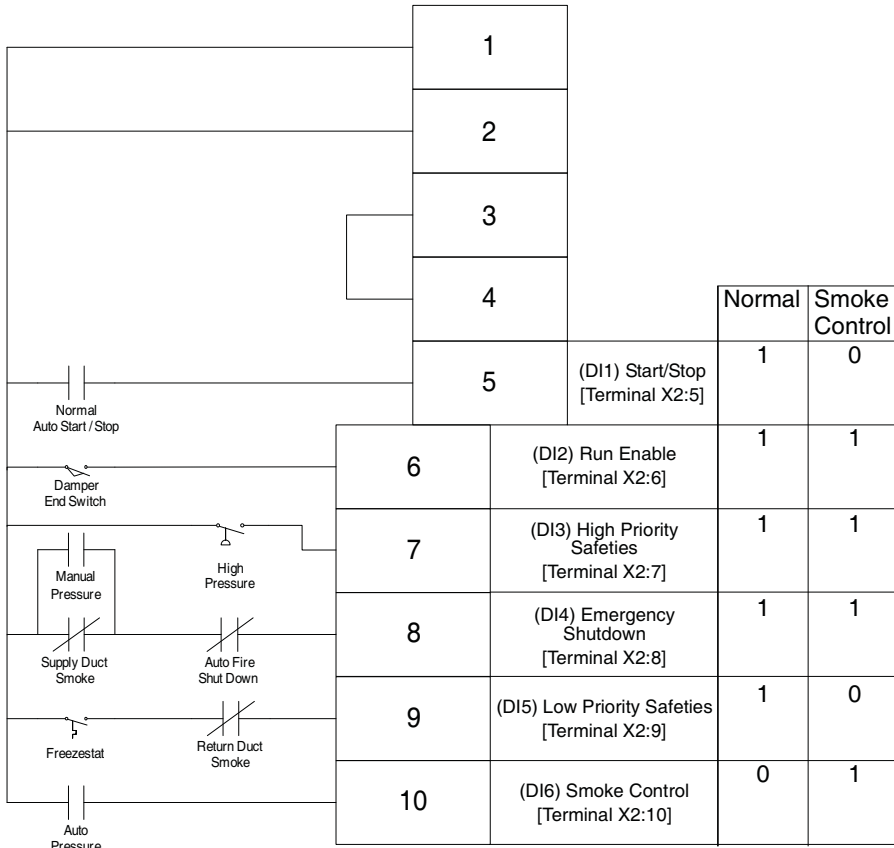 1
2
3
4
Normal
Smoke
Control
5
(DI1) Start/Stop
[Terminal X2:5]
1
0
Normal
Auto Start / Stop
6
(DI2) Run Enable
[Terminal X2:6]
1
1
Damper
End Switch
7
(DI3) High Priority
Safeties
[Terminal X2:7]
1
1
High
Pressure
Manual
Pressure
8
(DI4) Emergency
Shutdown
[Terminal X2:8]
1
1
Supply Duct
Smoke
Auto Fire
Shut Down
9
(DI5) Low Priority Safeties
[Terminal X2:9]
1
0
Freezestat
Return Duct
Smoke
10
(DI6) Smoke Control
[Terminal X2:10]
0
1
Auto
Pressure